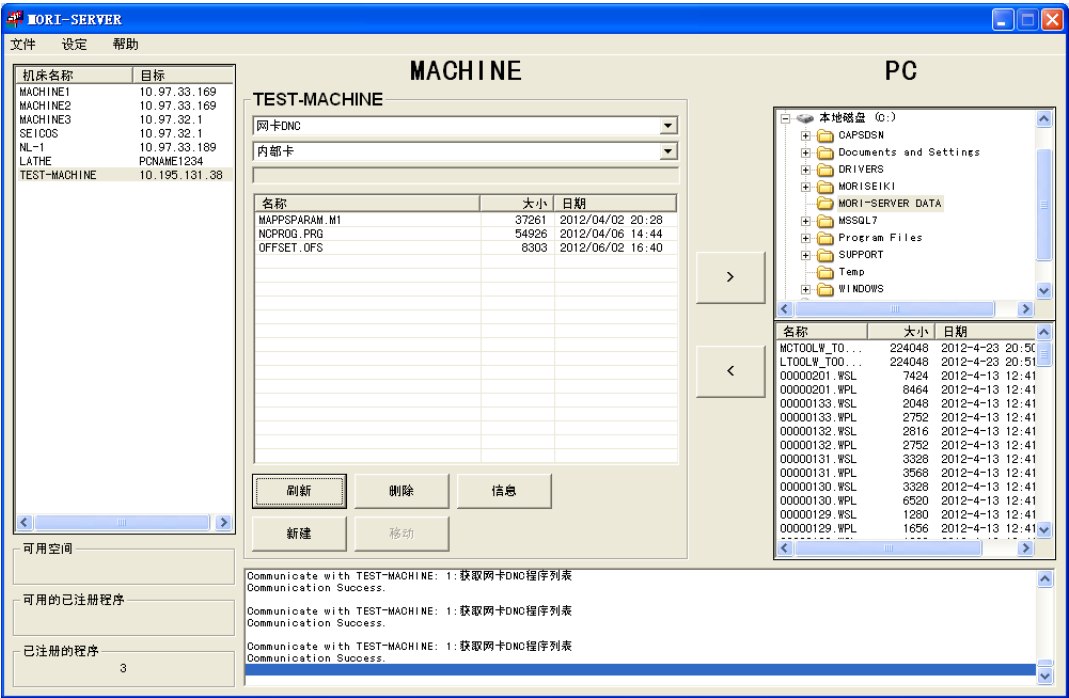 MORI-SERVER
文件 设定 帮助
机床名称 目标
MACHINE1 10.97.33.169
MACHINE2 10.97.33.169
MACHINE3 10.97.32.1
SEICOS 10.97.32.1
NL-1 10.97.33.189
LATHE PCNAME1234
TEST-MACHINE 10.195.131.38
可用空间
可用的已注册程序
已注册的程序
3
MACHINE
TEST-MACHINE
网卡DNC
内部卡
名称 大小 日期
MAPPSPARAM.M1 37261 2012/04/02 20:28
NCPROG.PRG 54926 2012/04/06 14:44
OFFSET.OFS 8303 2012/06/02 16:40
刷新 删除 信息
新建 移动
>
<
PC
本地磁盘 (C:)
CAPSDSN
Documents and Settings
DRIVERS
MORISEIKI
MORI-SERVER DATA
MSSQL7
Program Files
SUPPORT
Temp
WINDOWS
名称 大小 日期
MCTOOLW_TO... 224048 2012-4-23 20:50
LTOOLW_TOO... 224048 2012-4-23 20:51
00000201.WSL 7424 2012-4-13 12:41
00000201.WPL 8464 2012-4-13 12:41
00000133.WSL 2048 2012-4-13 12:41
00000133.WPL 2752 2012-4-13 12:41
00000132.WSL 2816 2012-4-13 12:41
00000132.WPL 2752 2012-4-13 12:41
00000131.WSL 3328 2012-4-13 12:41
00000131.WPL 3568 2012-4-13 12:41
00000130.WSL 3328 2012-4-13 12:41
00000130.WPL 6520 2012-4-13 12:41
00000129.WSL 1280 2012-4-13 12:41
00000129.WPL 1656 2012-4-13 12:41
Communicate with TEST-MACHINE: 1:获取网卡DNC程序列表
Communication Success.
Communicate with TEST-MACHINE: 1:获取网卡DNC程序列表
Communication Success.
Communicate with TEST-MACHINE: 1:获取网卡DNC程序列表
Communication Success.